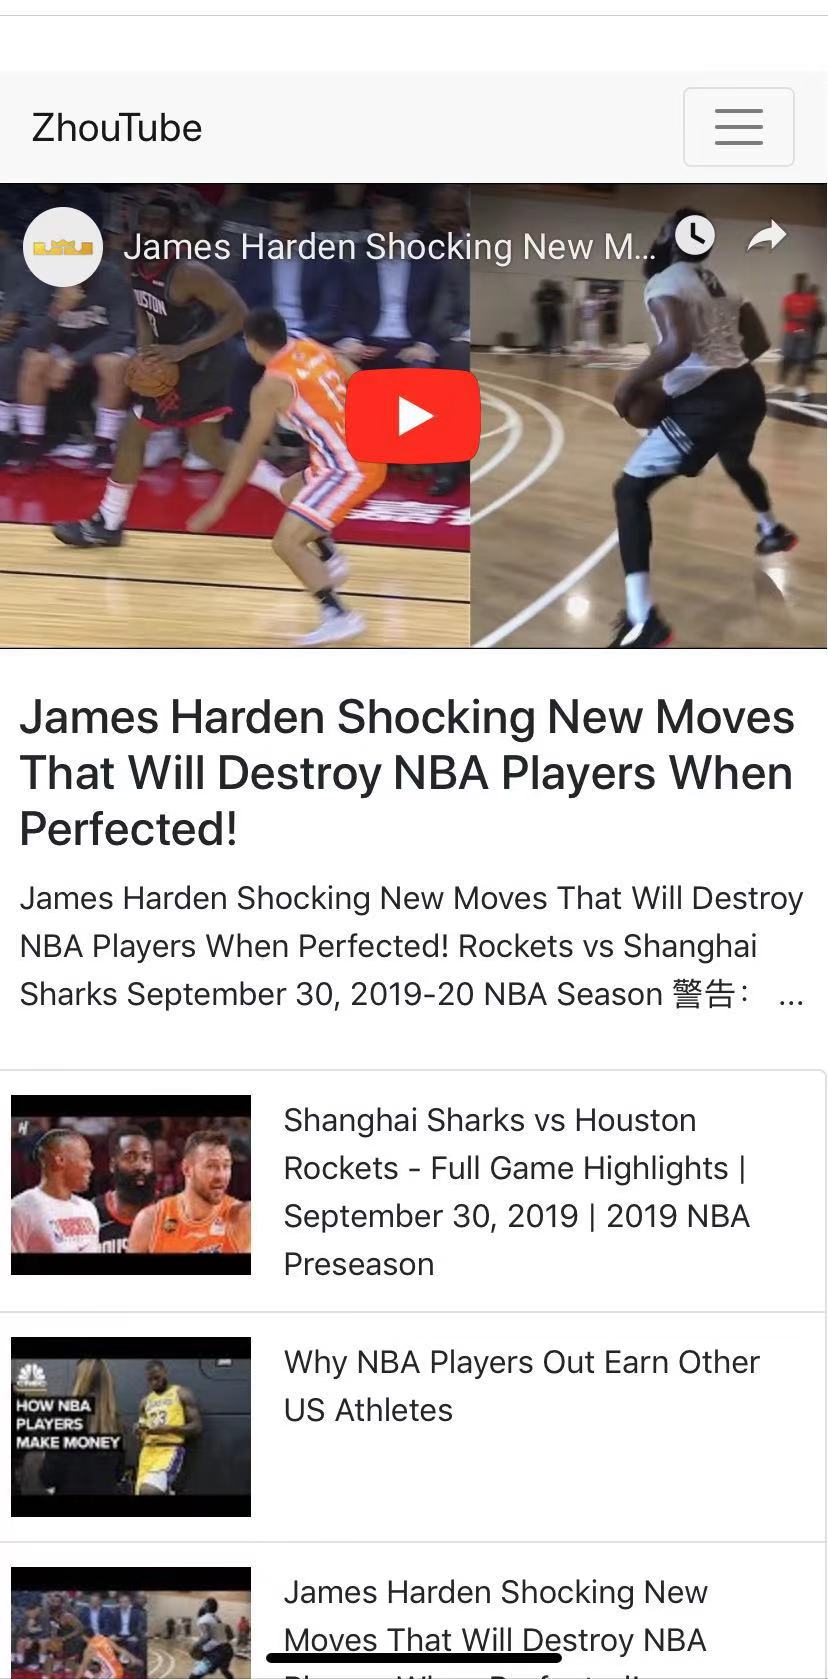 ZhouTube
James Harden Shocking New M...
USTON
James Harden Shocking New Moves
That Will Destroy NBA Players When
Perfected!
James Harden Shocking New Moves That Will Destroy
NBA Players When Perfected! Rockets vs Shanghai
Sharks September 30, 2019-20 NBA Season 警告： ...
Shanghai Sharks vs Houston
Rockets - Full Game Highlights |
September 30, 2019 | 2019 NBA
Preseason
Why NBA Players Out Earn Other
US Athletes
CNBC
HOW NBA
PLAYERS
MAKE MONEY
23
James Harden Shocking New
Moves That Will Destroy NBA